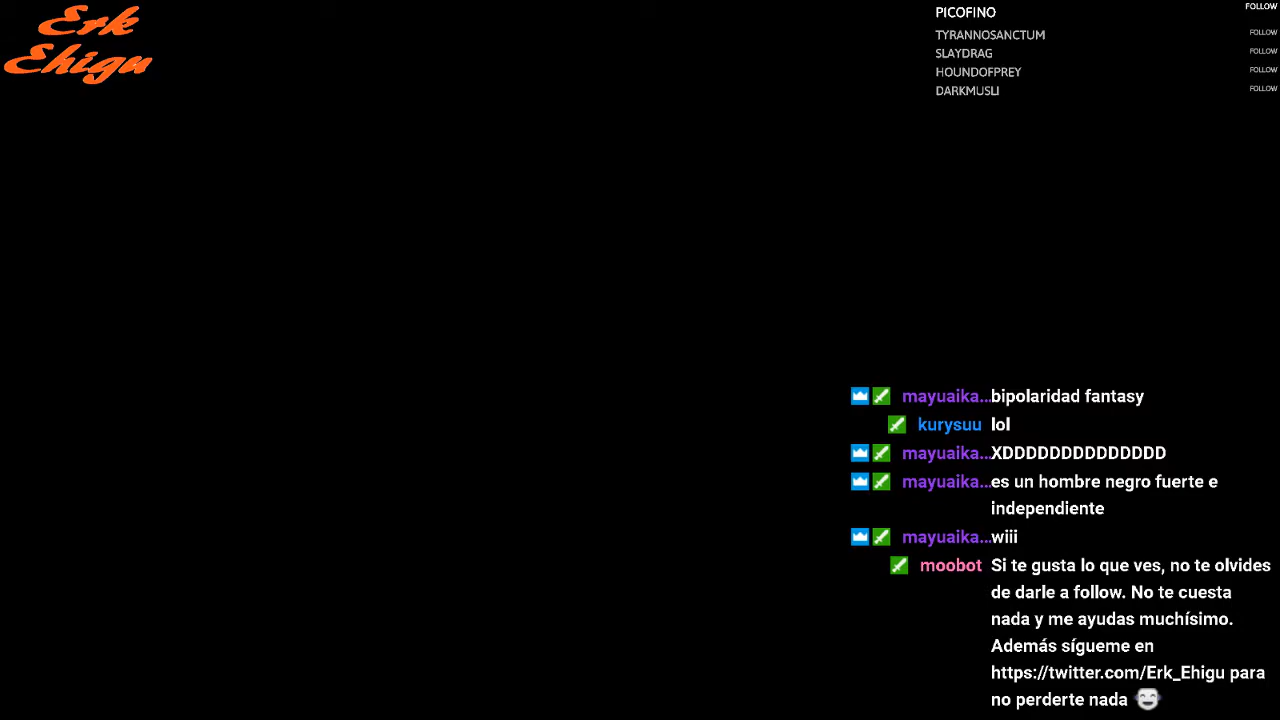 Erk
Ehigu
PICOFINO FOLLOW
TYRANNOSANCTUM FOLLOW
SLAYDRAG FOLLOW
HOUNDOFPREY FOLLOW
DARKMUSLI FOLLOW
mayuaika... bipolaridad fantasy
kurysuu lol
mayuaika... XDDDDDDDDDDDDDD
mayuaika... es un hombre negro fuerte e
independiente
mayuaika... wiii
moobot Si te gusta lo que ves, no te olvides
de darle a follow. No te cuesta
nada y me ayudas muchísimo.
Además sígueme en
https://twitter.com/Erk_Ehigu para
no perderte nada